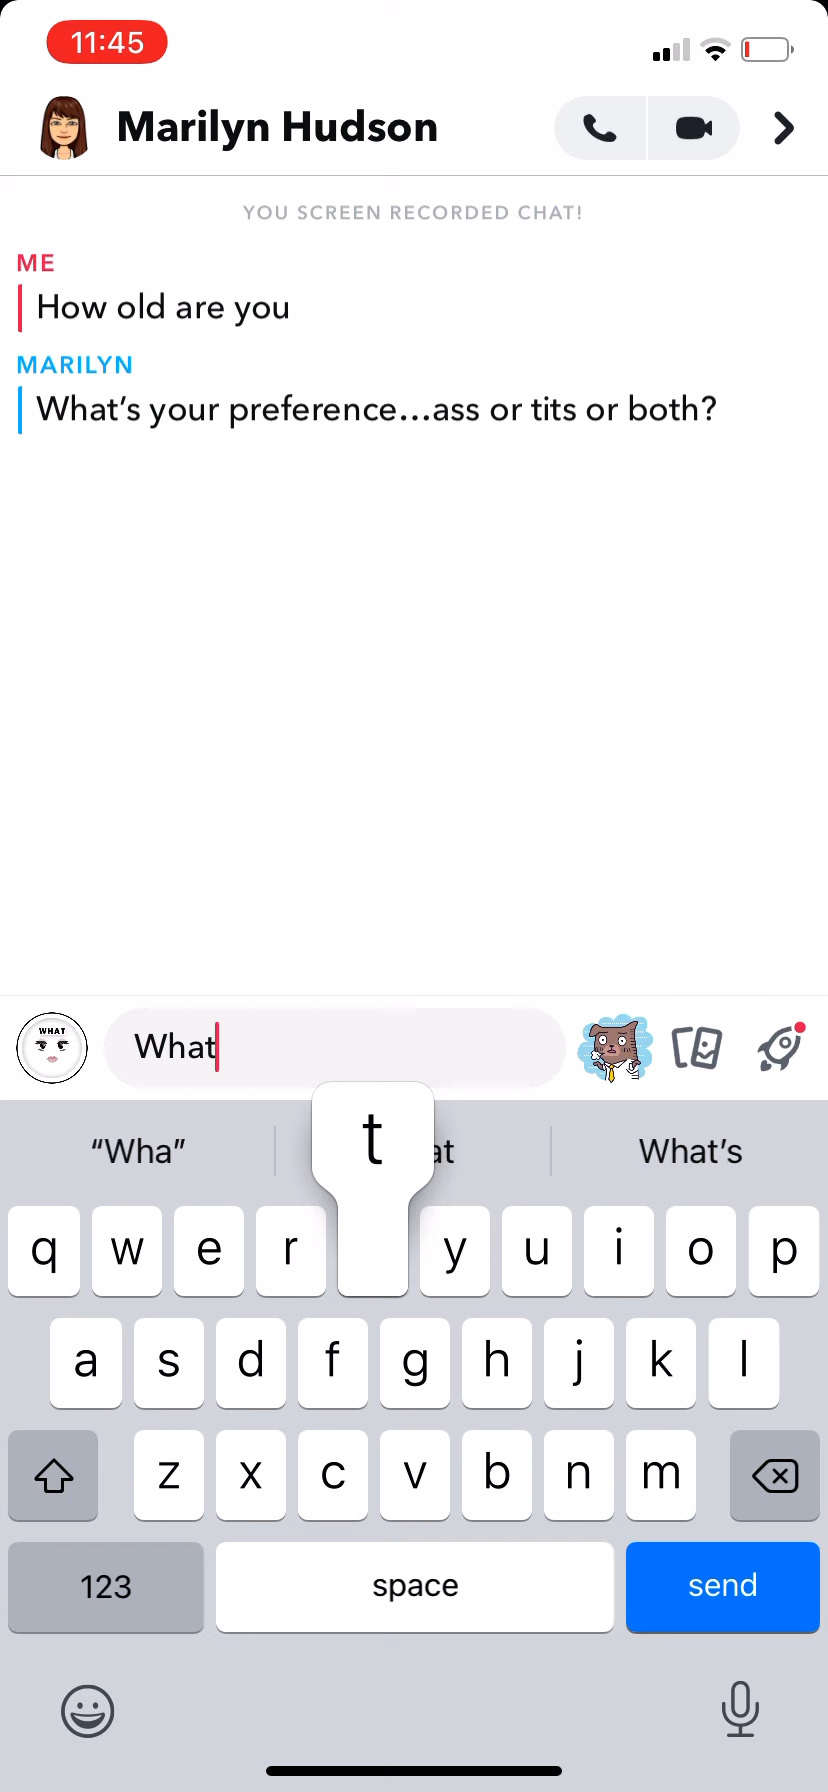 11:45
Marilyn Hudson
YOU SCREEN RECORDED CHAT!
ME
How old are you
MARILYN
What's your preference...ass or tits or both?
WHAT
What
t
"Wha"
at
What's
q w e r y u i o p
a s d f g h j k l
z x c v b n m
123
space
send